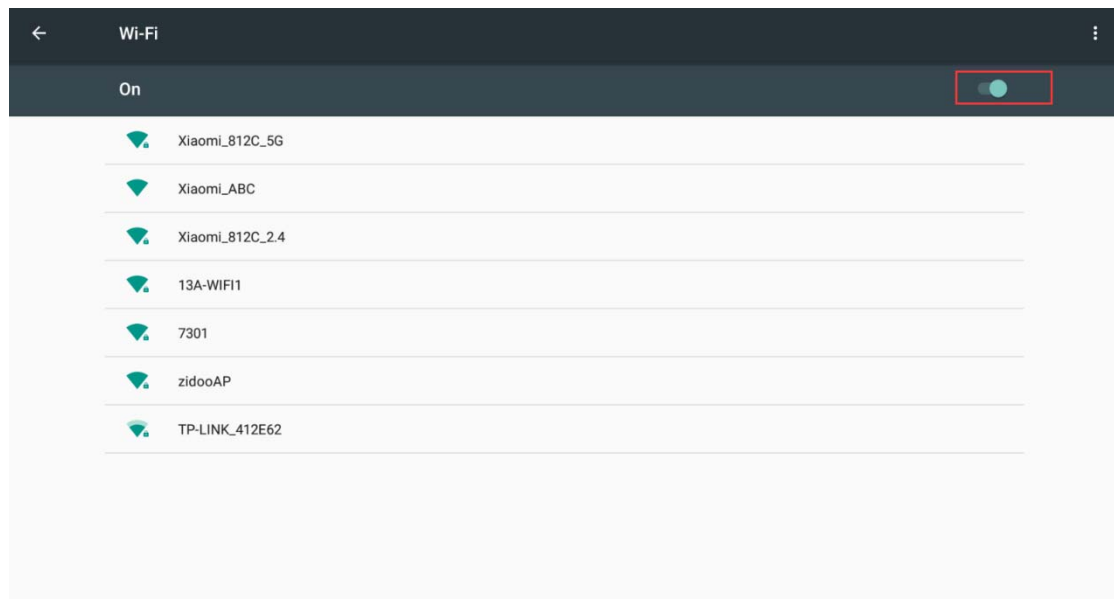 Wi-Fi
On
Xiaomi_812C_5G
Xiaomi_ABC
Xiaomi_812C_2.4
13A-WIFI1
7301
zidooAP
TP-LINK_412E62